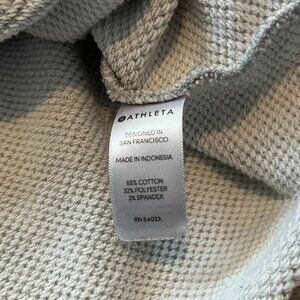 ATHLETA
DESIGNED IN
SAN FRANCISCO
MADE IN INDONESIA
65% COTTON
32% POLYESTER
3% SPANDEX
RN 54023